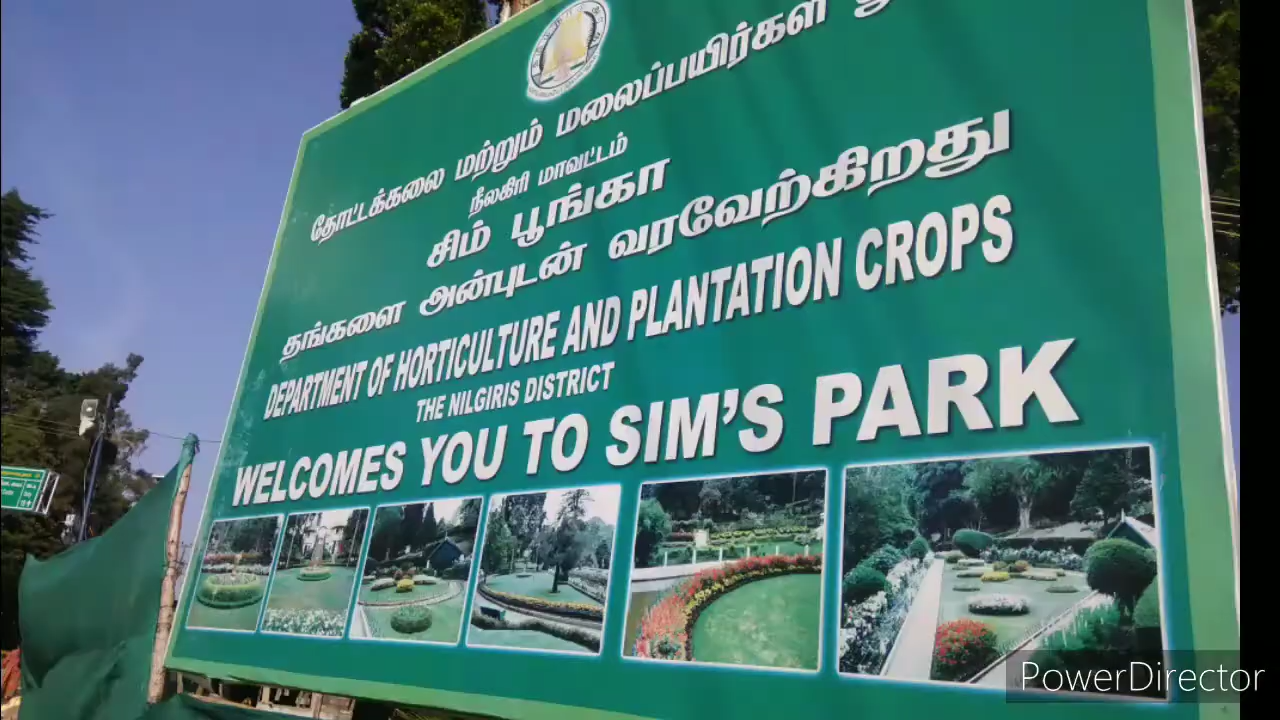 தோட்டக்கலை மற்றும் மலைப்பயிர்கள்
நீலகிரி மாவட்டம்
சிம் பூங்கா
தங்களை அன்புடன் வரவேற்கிறது
DEPARTMENT OF HORTICULTURE AND PLANTATION CROPS
THE NILGIRIS DISTRICT
WELCOMES YOU TO SIM'S PARK
PowerDirector